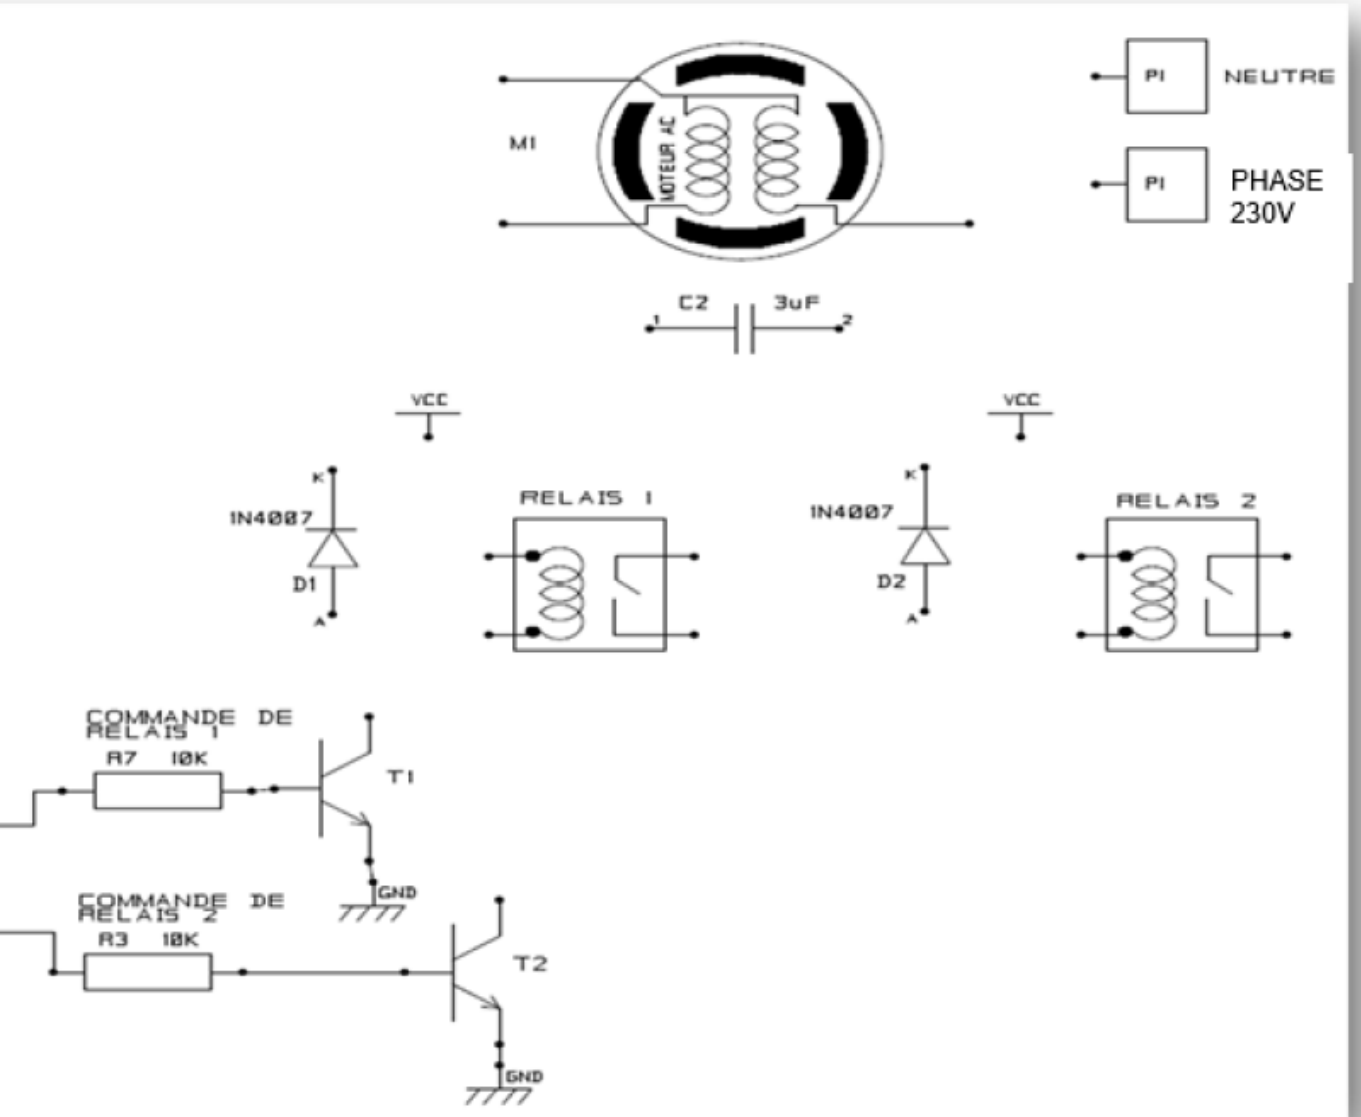 PI NEUTRE
M1
MOTEUR AC
PI PHASE
230V
C2 3uF
1 2
VCC
VCC
K
1N4007
D1
A
RELAIS 1
K
1N4007
D2
A
RELAIS 2
COMMANDE DE
RELAIS 1
R7 10K
T1
GND
COMMANDE DE
RELAIS 2
R3 10K
T2
GND